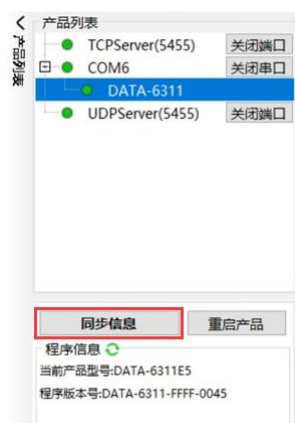 产品列表
产品列表
TCPServer(5455) 关闭端口
COM6 关闭串口
DATA-6311
UDPServer(5455) 关闭端口
同步信息 重启产品
程序信息
当前产品型号:DATA-6311E5
程序版本号:DATA-6311-FFFF-0045